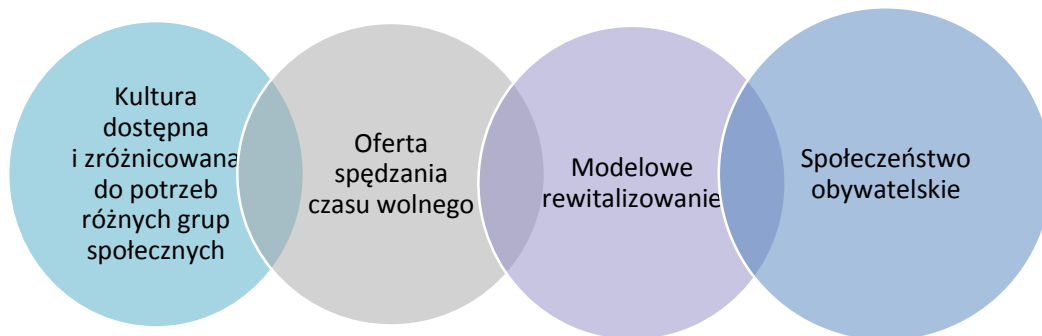 Kultura
dostępna
i zróżnicowana
do potrzeb
różnych grup
społecznych
Oferta
spędzania
czasu wolnego
Modelowe
rewitalizowanie
Społeczeństwo
obywatelskie